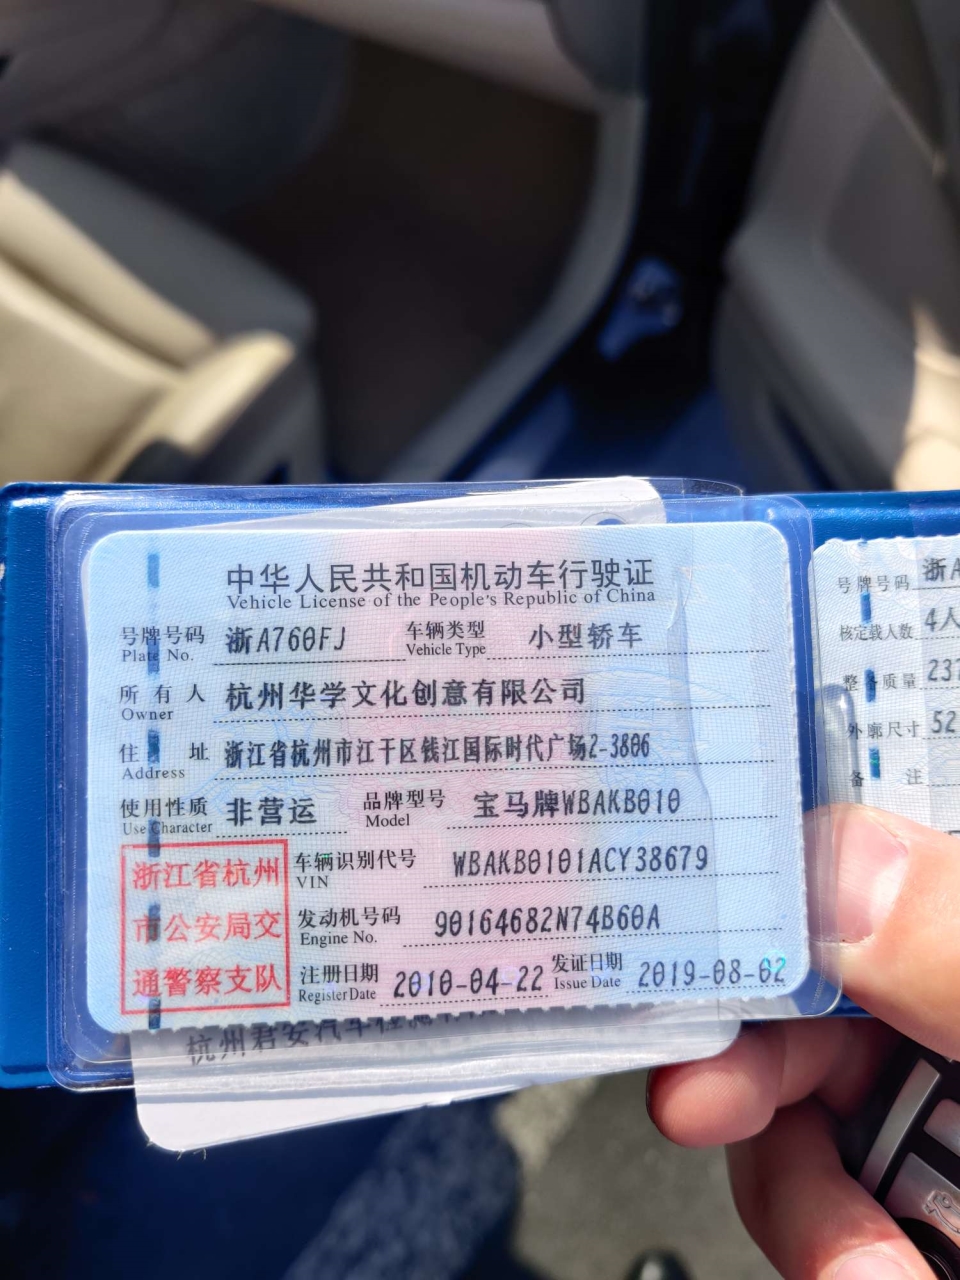 中华人民共和国机动车行驶证
Vehicle License of the People's Republic of China
号牌号码 浙A760FJ 车辆类型 小型轿车
Plate No. Vehicle Type
所有人 杭州华学文化创意有限公司
Owner
住址 浙江省杭州市江干区钱江国际时代广场2-3806
Address
使用性质 非营运 品牌型号 宝马牌WBAKB010
Use Character Model
浙江省杭州
市公安局交
通警察支队
车辆识别代号 WBAKB0101ACY38679
VIN
发动机号码 90164682N74B60A
Engine No.
注册日期 2010-04-22 发证日期 2019-08-02
Register Date Issue Date
杭州君安汽车
号牌号码 浙A
核定载人数 4人
整备质量 237
外廓尺寸 52
备注